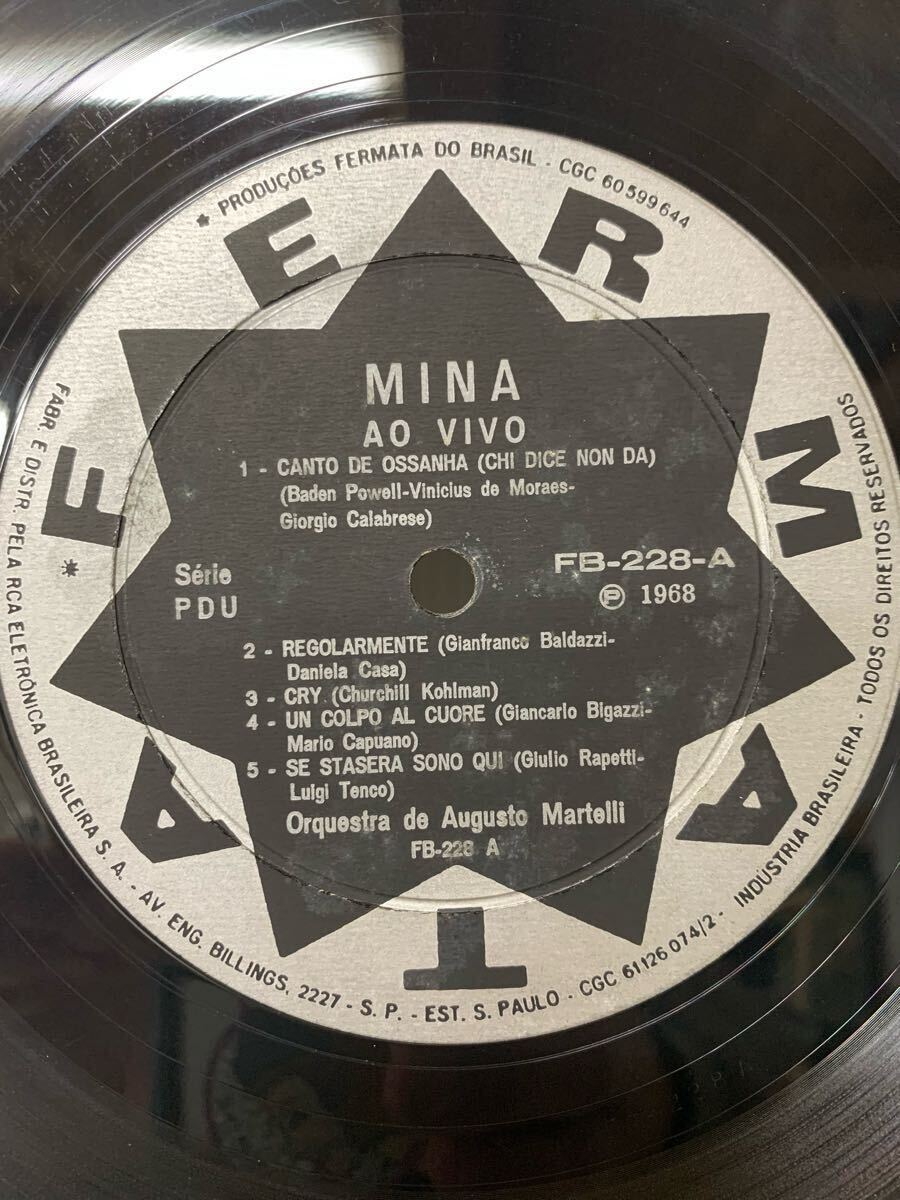 * PRODUÇÕES FERMATA DO BRASIL - CGC 60599644
FERMATA
MINA
AO VIVO
1 - CANTO DE OSSANHA (CHI DICE NON DA)
(Baden Powell-Vinicius de Moraes-
Giorgio Calabrese)
Série
PDU
FB-228-A
℗ 1968
2 - REGOLARMENTE (Gianfranco Baldazzi-
Daniela Casa)
3 - CRY (Churchill Kohlman)
4 - UN COLPO AL CUORE (Giancarlo Bigazzi-
Mario Capuano)
5 - SE STASERA SONO QUI (Giulio Rapetti-
Luigi Tenco)
Orquestra de Augusto Martelli
FB-228 A
* FABR. E DISTR. PELA RCA ELETRÔNICA BRASILEIRA S. A. - AV. ENG. BILLINGS, 2227 - S. P. - EST. S. PAULO - CGC 61126074/2 - INDÚSTRIA BRASILEIRA - TODOS OS DIREITOS RESERVADOS